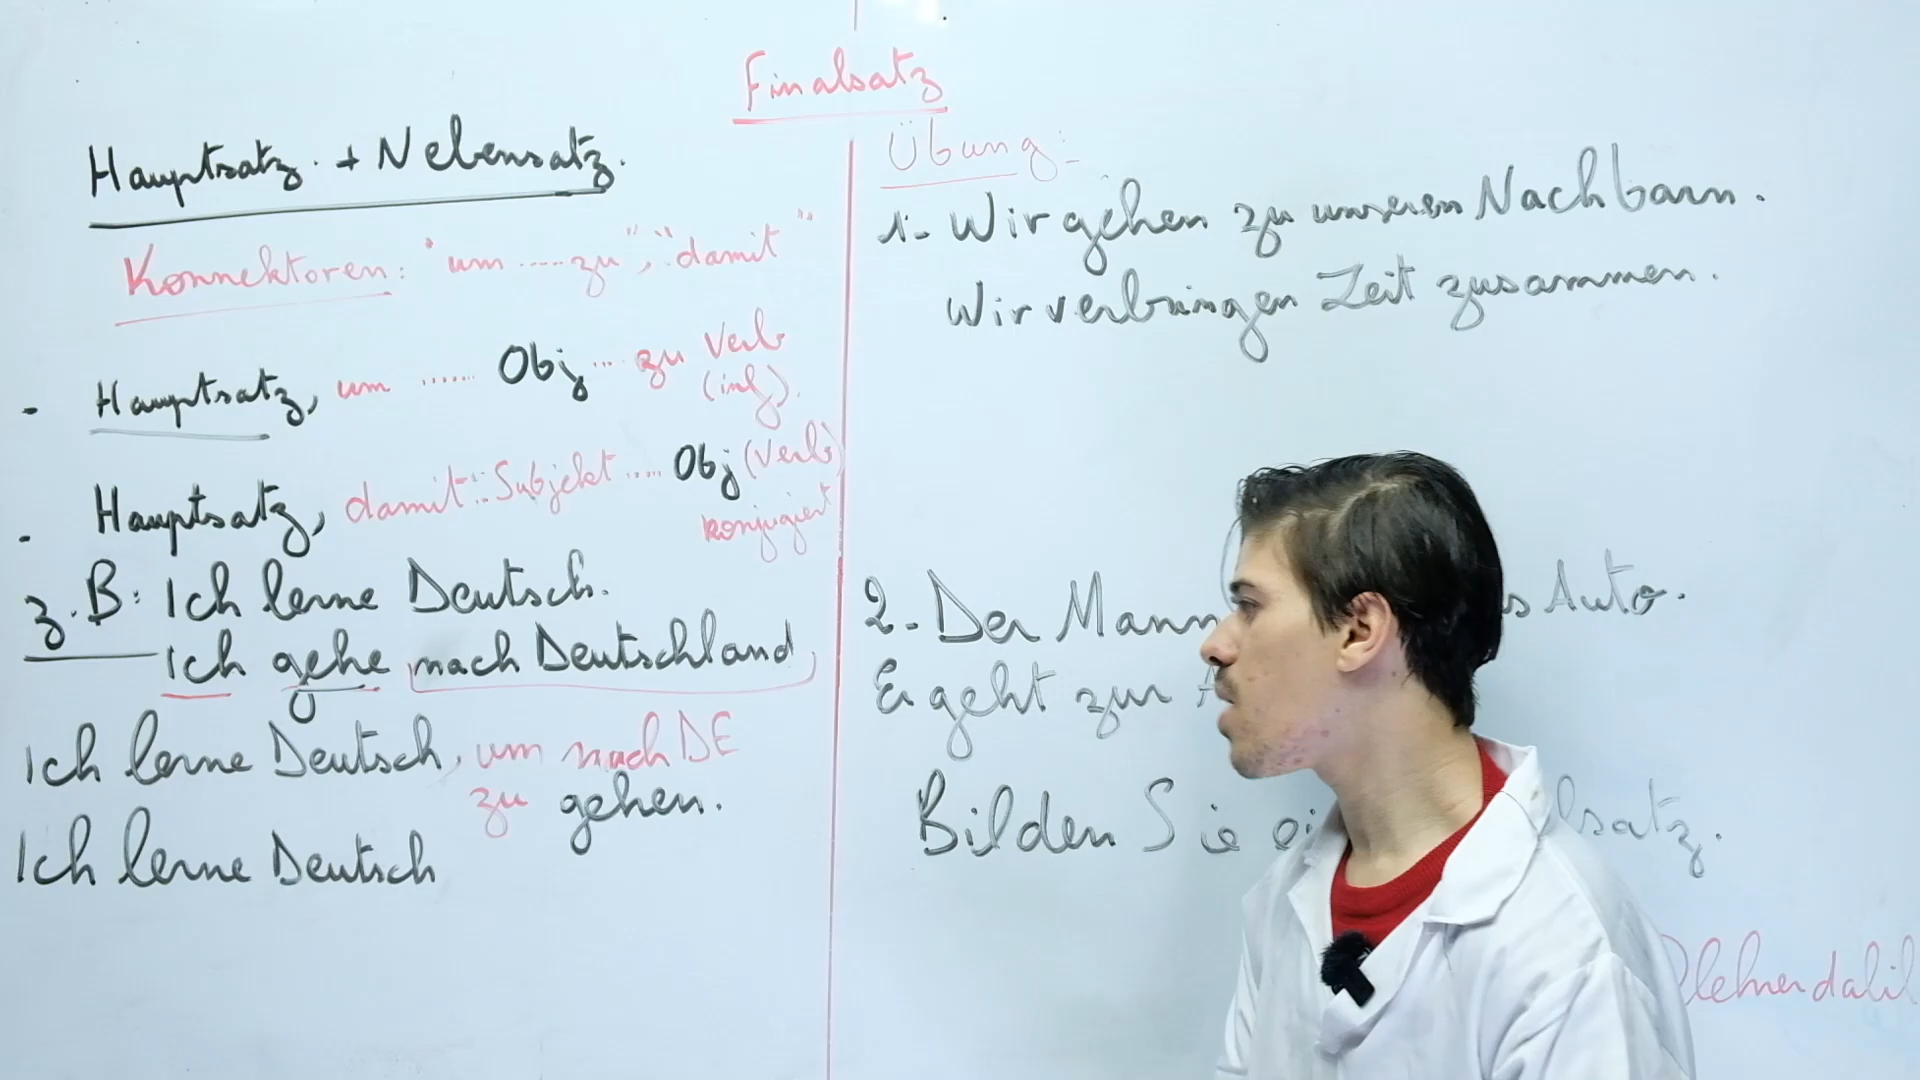 Finalsatz
Hauptsatz. + Nebensatz.
Konnektoren: "um ..... zu", "damit"
- Hauptsatz, um ...... Obj ... zu Verb
(inf).
- Hauptsatz, damit ... Subjekt ..... Obj (Verb)
konjugiert
z.B: Ich lerne Deutsch.
Ich gehe nach Deutschland
Ich lerne Deutsch, um nach DE
zu gehen.
Ich lerne Deutsch
Übung:
1- Wir gehen zu unseren Nachbarn.
Wir verbringen Zeit zusammen.
2- Der Mann Auto.
Er geht zur
Bilden Sie
lehrerdalil